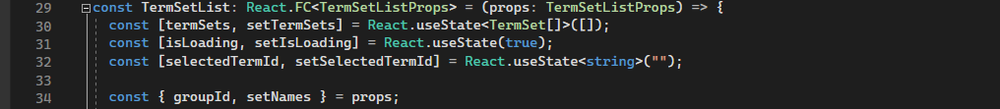 29 const TermSetList: React.FC<TermSetListProps> = (props: TermSetListProps) => {
30 const [termSets, setTermSets] = React.useState<TermSet[]>([]);
31 const [isLoading, setIsLoading] = React.useState(true);
32 const [selectedTermId, setSelectedTermId] = React.useState<string>("");
33
34 const { groupId, setNames } = props;